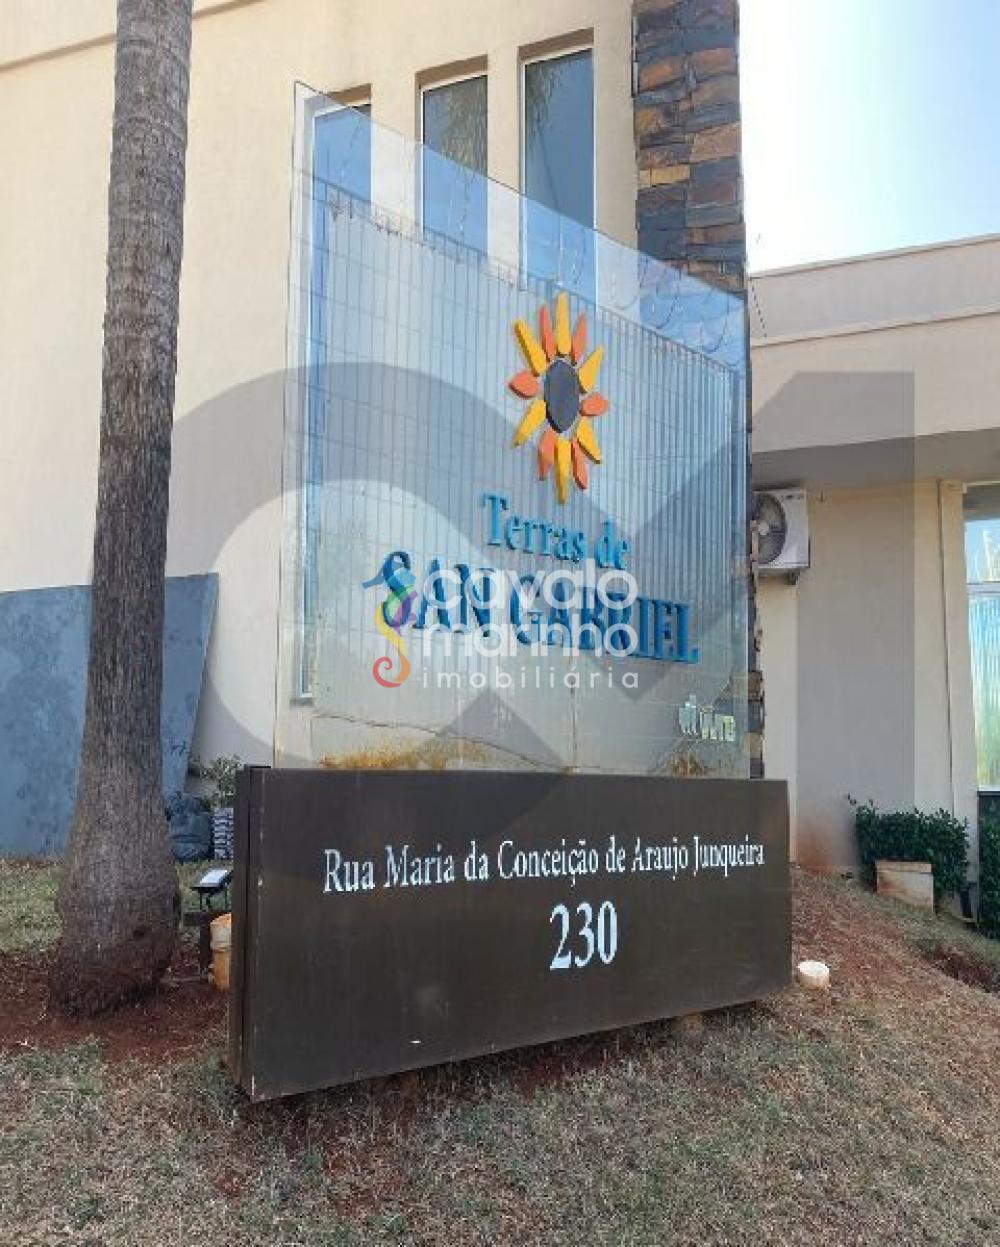 Terras de
SAN GABRIEL
cavalo
marinho
imobiliária
Rua Maria da Conceição de Araujo Junqueira
230